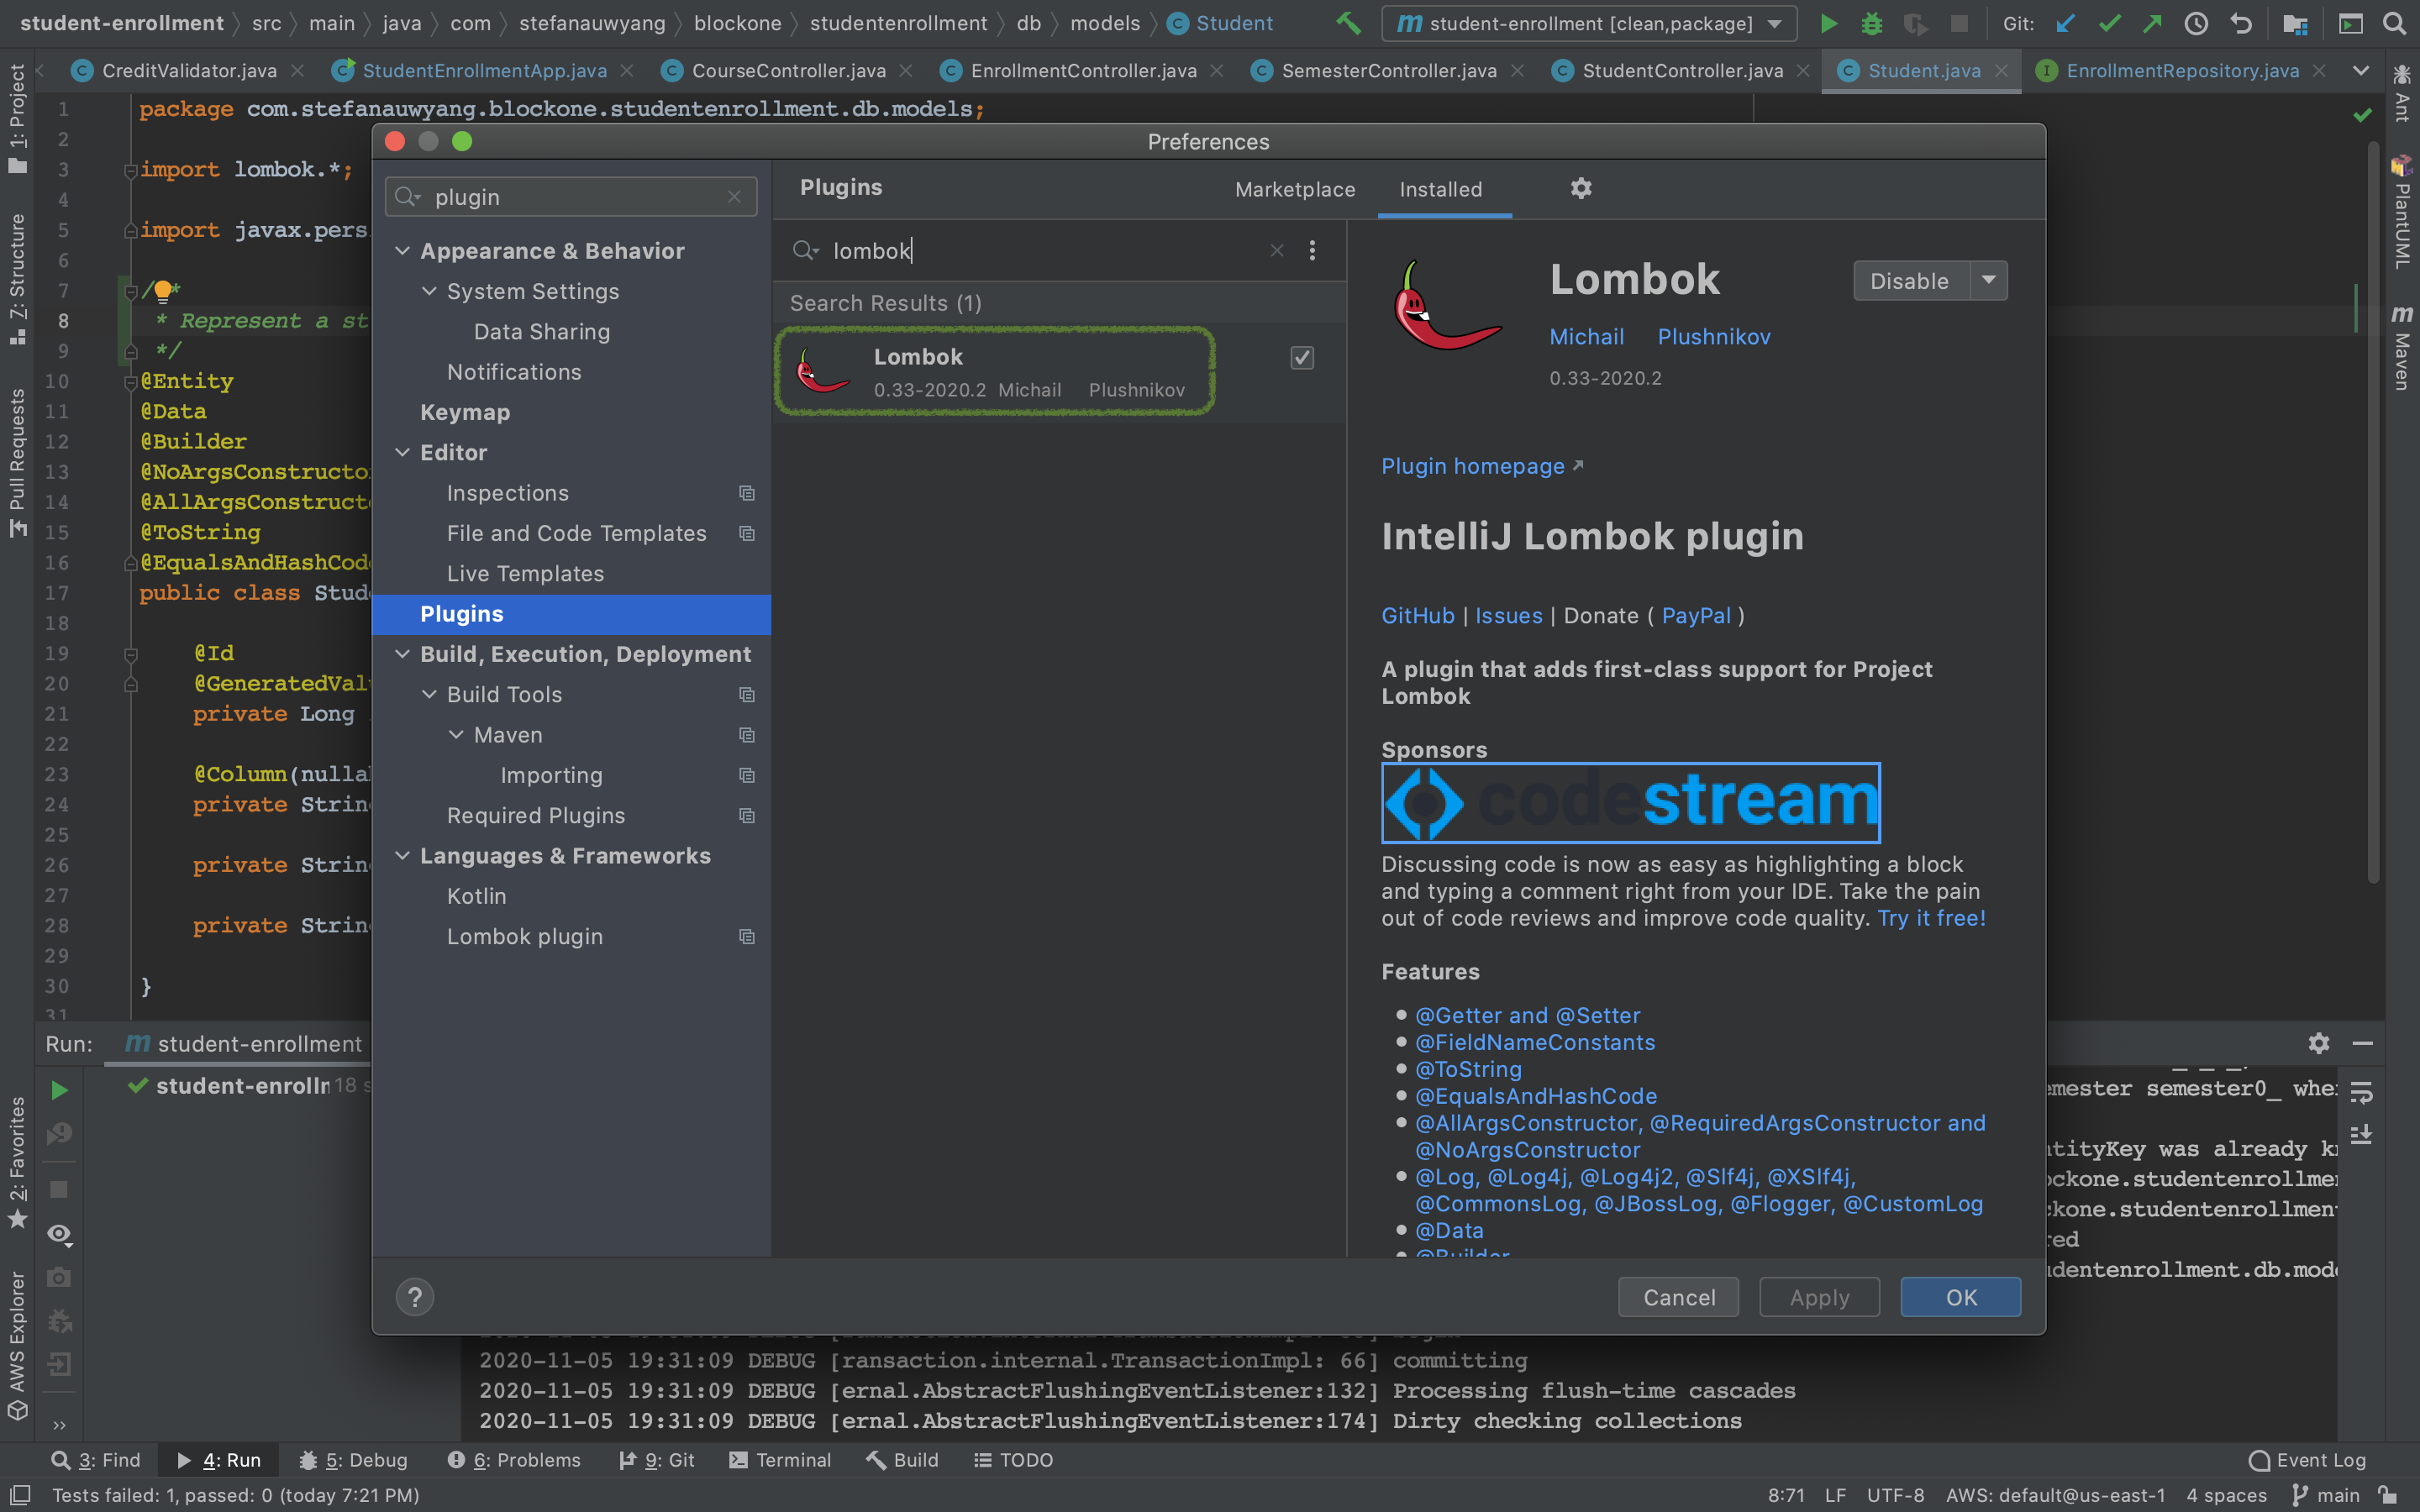 student-enrollment src main java com stefanauwyang blockone studentenrollment db models Student
student-enrollment [clean,package]
Git:
CreditValidator.java StudentEnrollmentApp.java CourseController.java EnrollmentController.java SemesterController.java StudentController.java Student.java EnrollmentRepository.java
1: Project
7: Structure
Pull Requests
2: Favorites
AWS Explorer
Ant
PlantUML
Maven
1 package com.stefanauwyang.blockone.studentenrollment.db.models;
2
3 import lombok.*;
4
5 import javax.pers
6
7
8 * Represent a st
9 */
10 @Entity
11 @Data
12 @Builder
13 @NoArgsConstructo
14 @AllArgsConstructo
15 @ToString
16 @EqualsAndHashCode
17 public class Stud
18
19 @Id
20 @GeneratedVal
21 private Long
22
23 @Column(nulla
24 private Strin
25
26 private Strin
27
28 private Strin
29
30 }
31
Preferences
plugin
Appearance & Behavior
System Settings
Data Sharing
Notifications
Keymap
Editor
Inspections
File and Code Templates
Live Templates
Plugins
Build, Execution, Deployment
Build Tools
Maven
Importing
Required Plugins
Languages & Frameworks
Kotlin
Lombok plugin
Plugins Marketplace Installed
lombok
Search Results (1)
Lombok
0.33-2020.2 Michail Plushnikov
Lombok
Disable
Michail Plushnikov
0.33-2020.2
Plugin homepage
IntelliJ Lombok plugin
GitHub | Issues | Donate ( PayPal )
A plugin that adds first-class support for Project
Lombok
Sponsors
codestream
Discussing code is now as easy as highlighting a block
and typing a comment right from your IDE. Take the pain
out of code reviews and improve code quality. Try it free!
Features
@Getter and @Setter
@FieldNameConstants
@ToString
@EqualsAndHashCode
@AllArgsConstructor, @RequiredArgsConstructor and
@NoArgsConstructor
@Log, @Log4j, @Log4j2, @Slf4j, @XSlf4j,
@CommonsLog, @JBossLog, @Flogger, @CustomLog
@Data
@Builder
? Cancel Apply OK
Run: student-enrollment
student-enrollm 18 s
emester semester0_ whe
ntityKey was already k
ockone.studentenrollme
ckone.studentenrollment
red
udentenrollment.db.mod
2020-11-05 19:31:09 DEBUG [ransaction.internal.TransactionImpl: 66] committing
2020-11-05 19:31:09 DEBUG [ernal.AbstractFlushingEventListener:132] Processing flush-time cascades
2020-11-05 19:31:09 DEBUG [ernal.AbstractFlushingEventListener:174] Dirty checking collections
3: Find 4: Run 5: Debug 6: Problems 9: Git Terminal Build TODO Event Log
Tests failed: 1, passed: 0 (today 7:21 PM) 8:71 LF UTF-8 AWS: default@us-east-1 4 spaces main